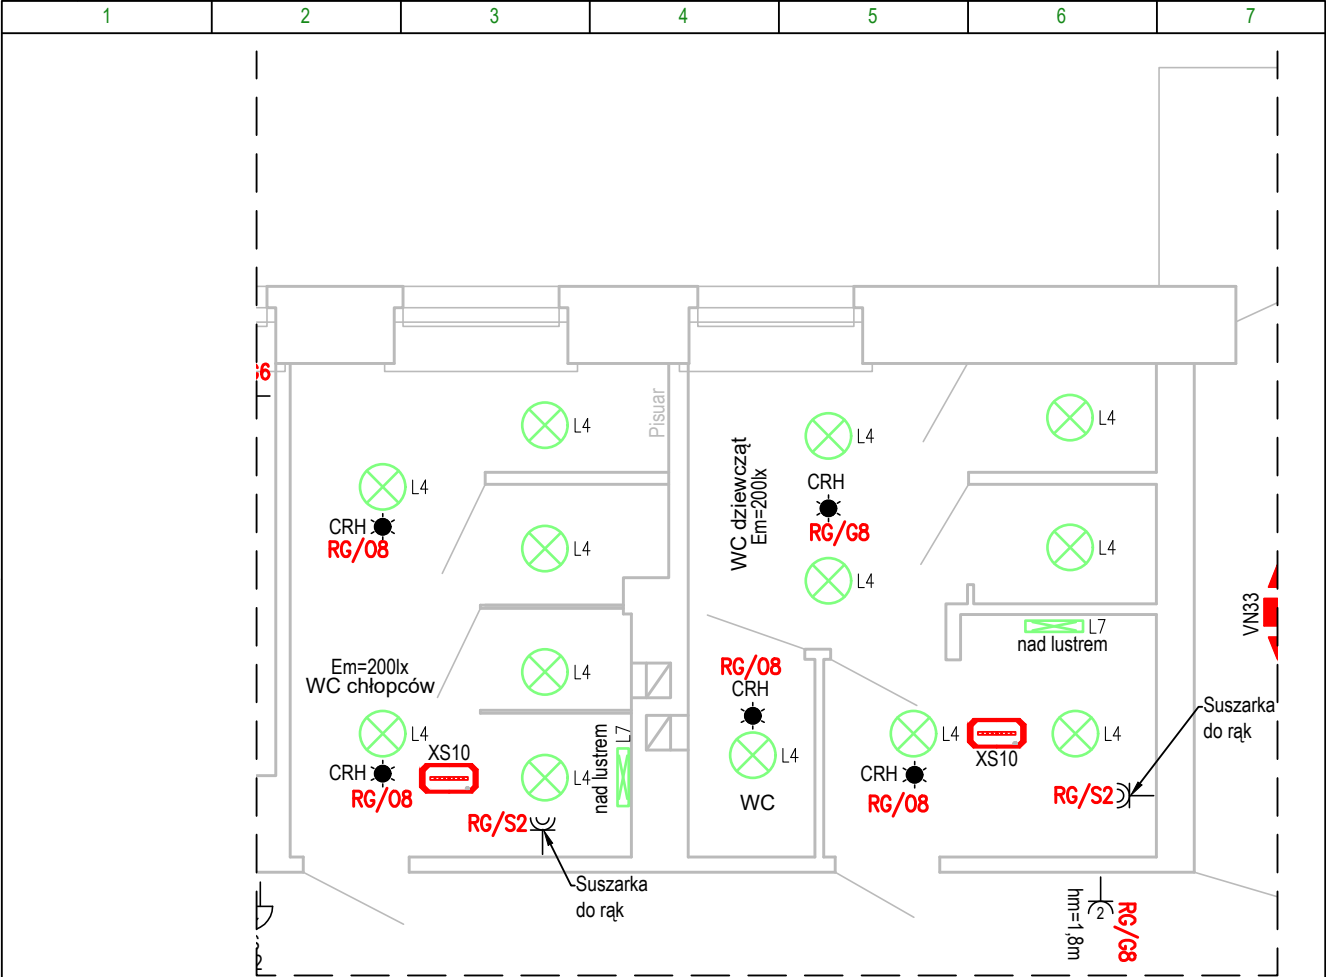 1 2 3 4 5 6 7
Pisuar
L4
L4
L4
L4
L4
CRH
RG/08
WC dziewcząt
Em=200lx
CRH
RG/G8
L4
L4
L4
VN33
L7
nad lustrem
Em=200lx
WC chłopców
L4
RG/08
CRH
L4
Suszarka
do rąk
L4
XS10
L7
nad lustrem
L4
XS10
L4
CRH
RG/08
L4
CRH
RG/08
RG/S2
WC
RG/S2
Suszarka
do rąk
2
hm=1,8m
RG/G8